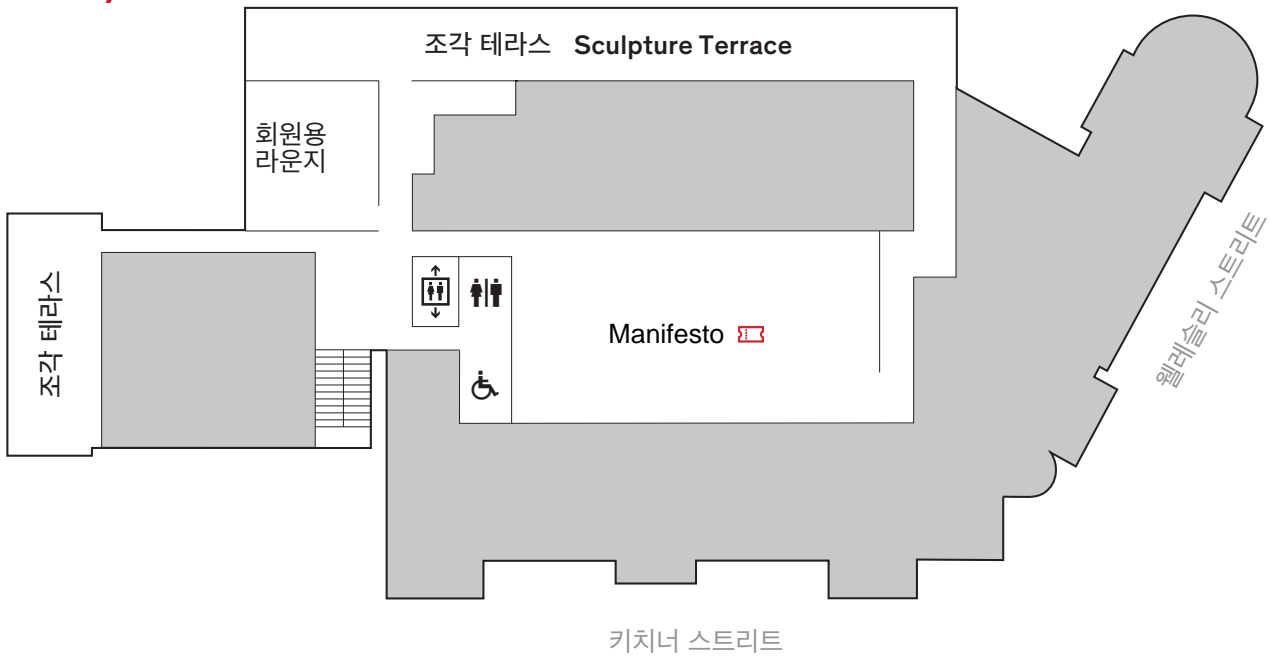 조각 테라스 Sculpture Terrace
회원용
라운지
조각 테라스
Manifesto
웰레슬리 스트리트
키치너 스트리트